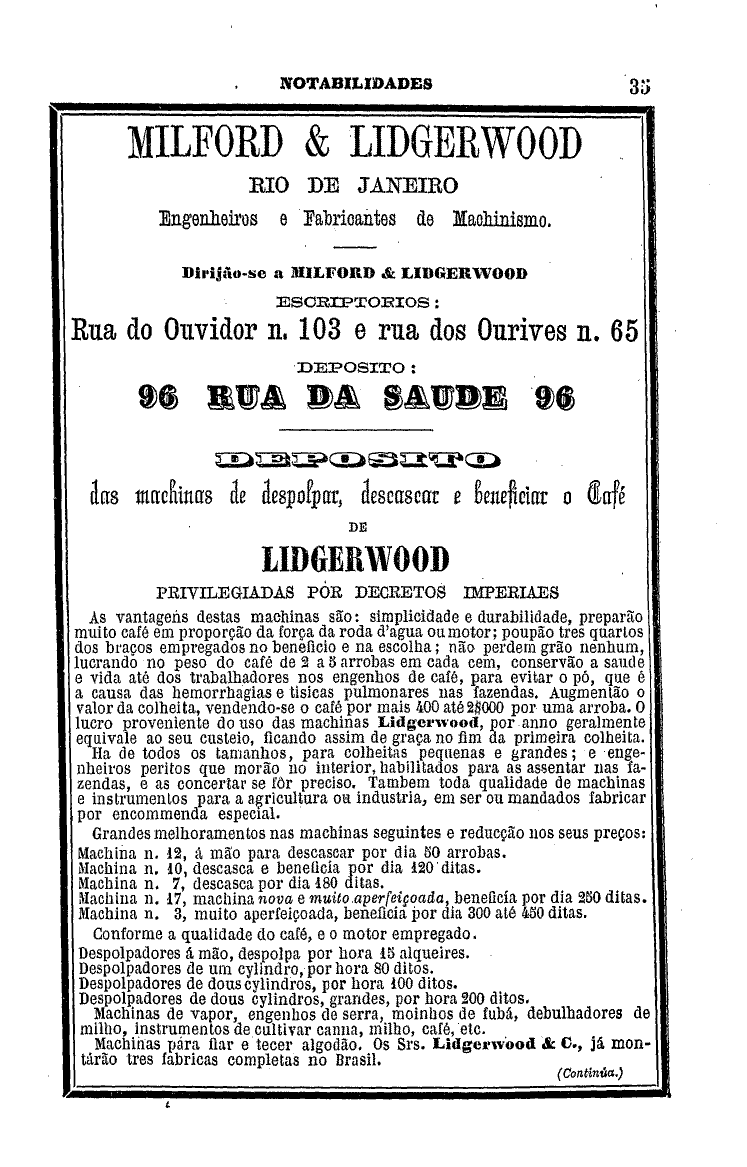 NOTABILIDADES 35
MILFORD & LIDGERWOOD
RIO DE JANEIRO
Engenheiros e Fabricantes de Machinismo.
Dirijão-se a MILFORD & LIDGERWOOD
ESCRIPTORIOS:
Rua do Ouvidor n. 103 e rua dos Ourives n. 65
DEPOSITO:
96 RUA DA SAUDE 96
DEPOSITO
das machinas de despolpar, descascar e beneficiar o Café
DE
LIDGERWOOD
PRIVILEGIADAS POR DECRETOS IMPERIAES
As vantagens destas machinas são: simplicidade e durabilidade, preparão
muito café em proporção da força da roda d'agua ou motor; poupão tres quartos
dos braços empregados no beneficio e na escolha; não perdem grão nenhum,
lucrando no peso do café de 2 a 5 arrobas em cada cem, conservão a saude
e vida até dos trabalhadores nos engenhos de café, para evitar o pó, que é
a causa das hemorrhagias e tisicas pulmonares nas fazendas. Augmentão o
valor da colheita, vendendo-se o café por mais 400 até 2$000 por uma arroba. O
lucro proveniente do uso das machinas Lidgerwood, por anno geralmente
equivale ao seu custeio, ficando assim de graça no fim da primeira colheita.
Ha de todos os tamanhos, para colheitas pequenas e grandes; e enge-
nheiros peritos que morão no interior, habilitados para as assentar nas fa-
zendas, e as concertar se fôr preciso. Tambem toda qualidade de machinas
e instrumentos para a agricultura ou industria, em ser ou mandados fabricar
por encommenda especial.
Grandes melhoramentos nas machinas seguintes e reducção nos seus preços:
Machina n. 12, á mão para descascar por dia 50 arrobas.
Machina n. 10, descasca e beneficia por dia 120 ditas.
Machina n. 7, descasca por dia 180 ditas.
Machina n. 17, machina nova e muito aperfeiçoada, beneficia por dia 250 ditas.
Machina n. 3, muito aperfeiçoada, beneficia por dia 300 até 450 ditas.
Conforme a qualidade do café, e o motor empregado.
Despolpadores á mão, despolpa por hora 15 alqueires.
Despolpadores de um cylindro, por hora 80 ditos.
Despolpadores de dous cylindros, por hora 100 ditos.
Despolpadores de dous cylindros, grandes, por hora 200 ditos.
Machinas de vapor, engenhos de serra, moinhos de fubá, debulhadores de
milho, instrumentos de cultivar canna, milho, café, etc.
Machinas para fiar e tecer algodão. Os Srs. Lidgerwood & C., já mon-
tárão tres fabricas completas no Brasil.
(Continúa.)